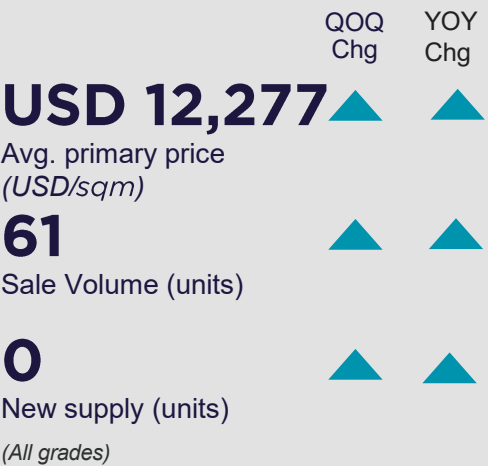 QOQ YOY
Chg Chg
USD 12,277
Avg. primary price
(USD/sqm)
61
Sale Volume (units)
0
New supply (units)
(All grades)